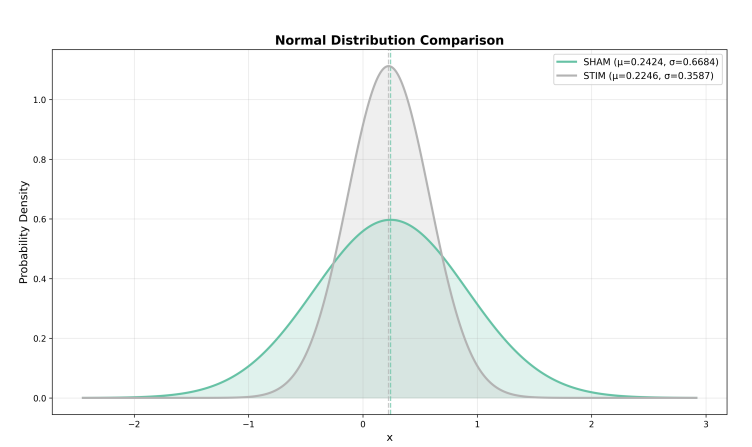 Normal Distribution Comparison
SHAM (μ=0.2424, σ=0.6684)
STIM (μ=0.2246, σ=0.3587)
Probability Density
1.0
0.8
0.6
0.4
0.2
0.0
−2
−1
0
1
2
3
x